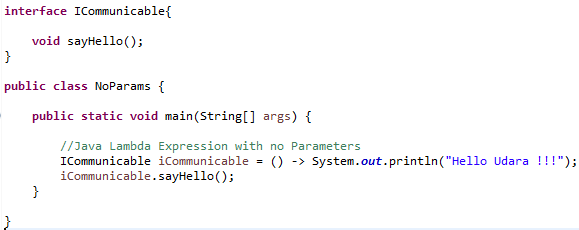 interface ICommunicable{
void sayHello();
}
public class NoParams {
public static void main(String[] args) {
//Java Lambda Expression with no Parameters
ICommunicable iCommunicable = () -> System.out.println("Hello Udara !!!");
iCommunicable.sayHello();
}
}